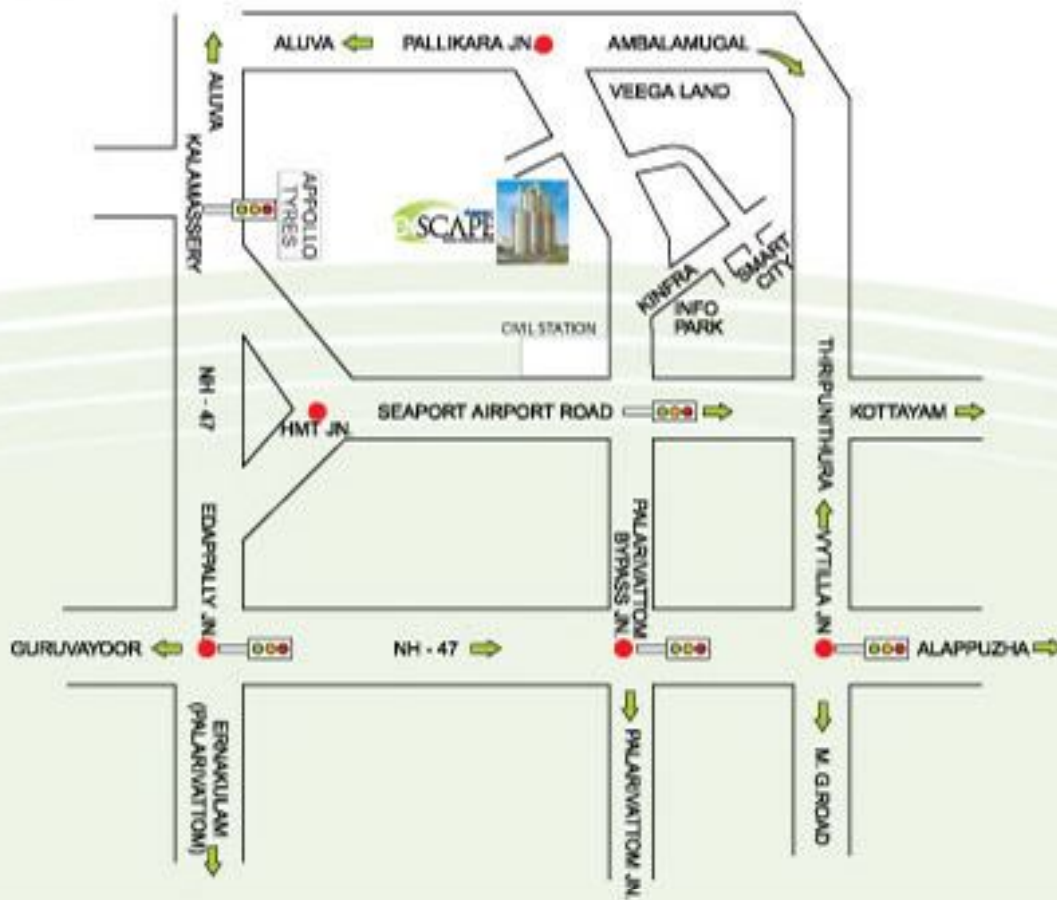 ALUVA
PALLIKARA JN
AMBALAMUGAL
VEEGA LAND
ALUVA
KALAMASSERY
APPOLLO
TYRES
SCAPE
KINFRA
SMART
CITY
INFO
PARK
CIVIL STATION
NH - 47
HMT JN.
SEAPORT AIRPORT ROAD
THRIPUNITHURA
KOTTAYAM
EDAPPALLY JN.
PALARIVATTOM
BYPASS JN.
VYTILLA JN
GURUVAYOOR
NH - 47
ALAPPUZHA
ERNAKULAM
(PALARIVATTOM)
PALARIVATTOM JN.
M. G.ROAD